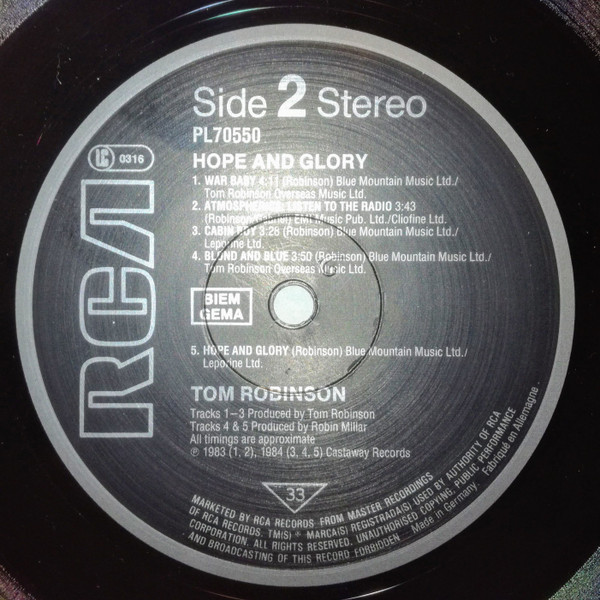 Side 2 Stereo
PL70550
LC 0316
HOPE AND GLORY
1. WAR BABY 4:11 (Robinson) Blue Mountain Music Ltd./
Tom Robinson Overseas Music Ltd.
2. ATMOSPHERICS: LISTEN TO THE RADIO 3:43
(Robinson/Gabriel) EMI Music Pub. Ltd./Cliofine Ltd.
3. CABIN BOY 3:28 (Robinson) Blue Mountain Music Ltd./
Leporine Ltd.
4. BLOND AND BLUE 3:50 (Robinson) Blue Mountain Music Ltd./
Tom Robinson Overseas Music Ltd.
RCA
BIEM
GEMA
5. HOPE AND GLORY (Robinson) Blue Mountain Music Ltd./
Leporine Ltd.
TOM ROBINSON
Tracks 1–3 Produced by Tom Robinson
Tracks 4 & 5 Produced by Robin Millar
All timings are approximate
℗ 1983 (1, 2), 1984 (3, 4, 5) Castaway Records
33
MARKETED BY RCA RECORDS FROM MASTER RECORDINGS
OF RCA RECORDS. TM(S) ® MARCA(S) REGISTRADA(S) USED BY AUTHORITY OF RCA
CORPORATION. ALL RIGHTS RESERVED. UNAUTHORISED COPYING, PUBLIC PERFORMANCE
AND BROADCASTING OF THIS RECORD FORBIDDEN – Made in Germany. Fabriqué en Allemagne